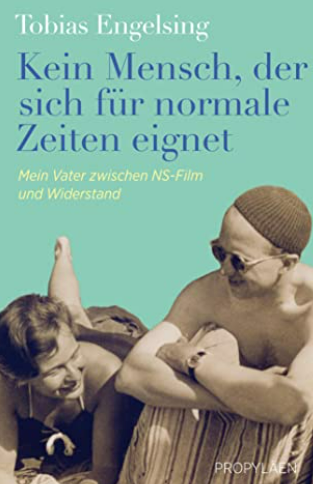 Tobias Engelsing
Kein Mensch, der
sich für normale
Zeiten eignet
Mein Vater zwischen NS-Film
und Widerstand
PROPYLÄEN